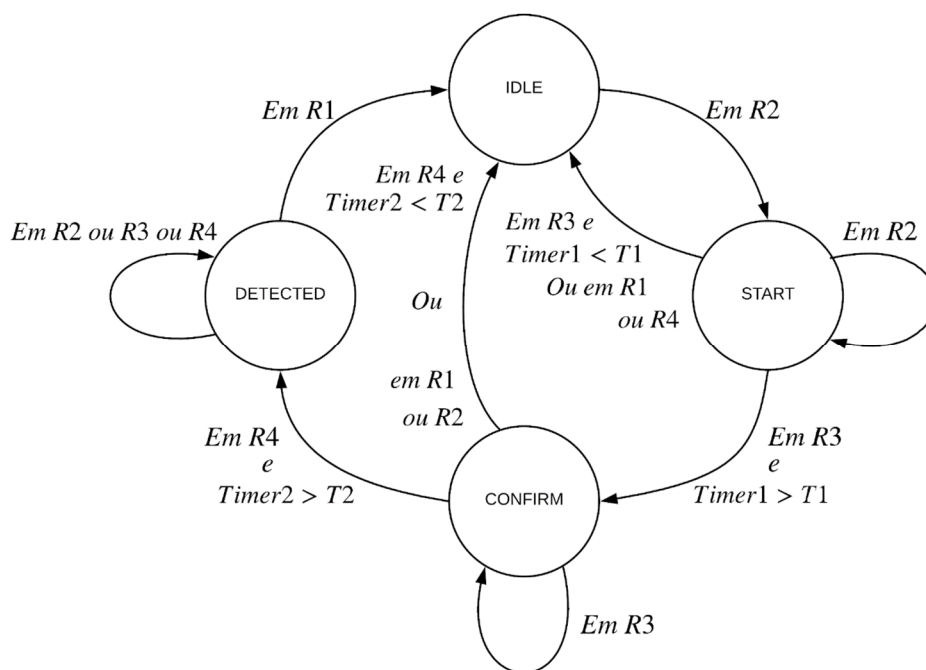 IDLE
Em R1
Em R2
Em R4 e
Timer2 < T2
Em R3 e
Timer1 < T1
Ou em R1
ou R4
Em R2 ou R3 ou R4
Em R2
DETECTED
START
Ou
em R1
ou R2
Em R4
e
Timer2 > T2
Em R3
e
Timer1 > T1
CONFIRM
Em R3